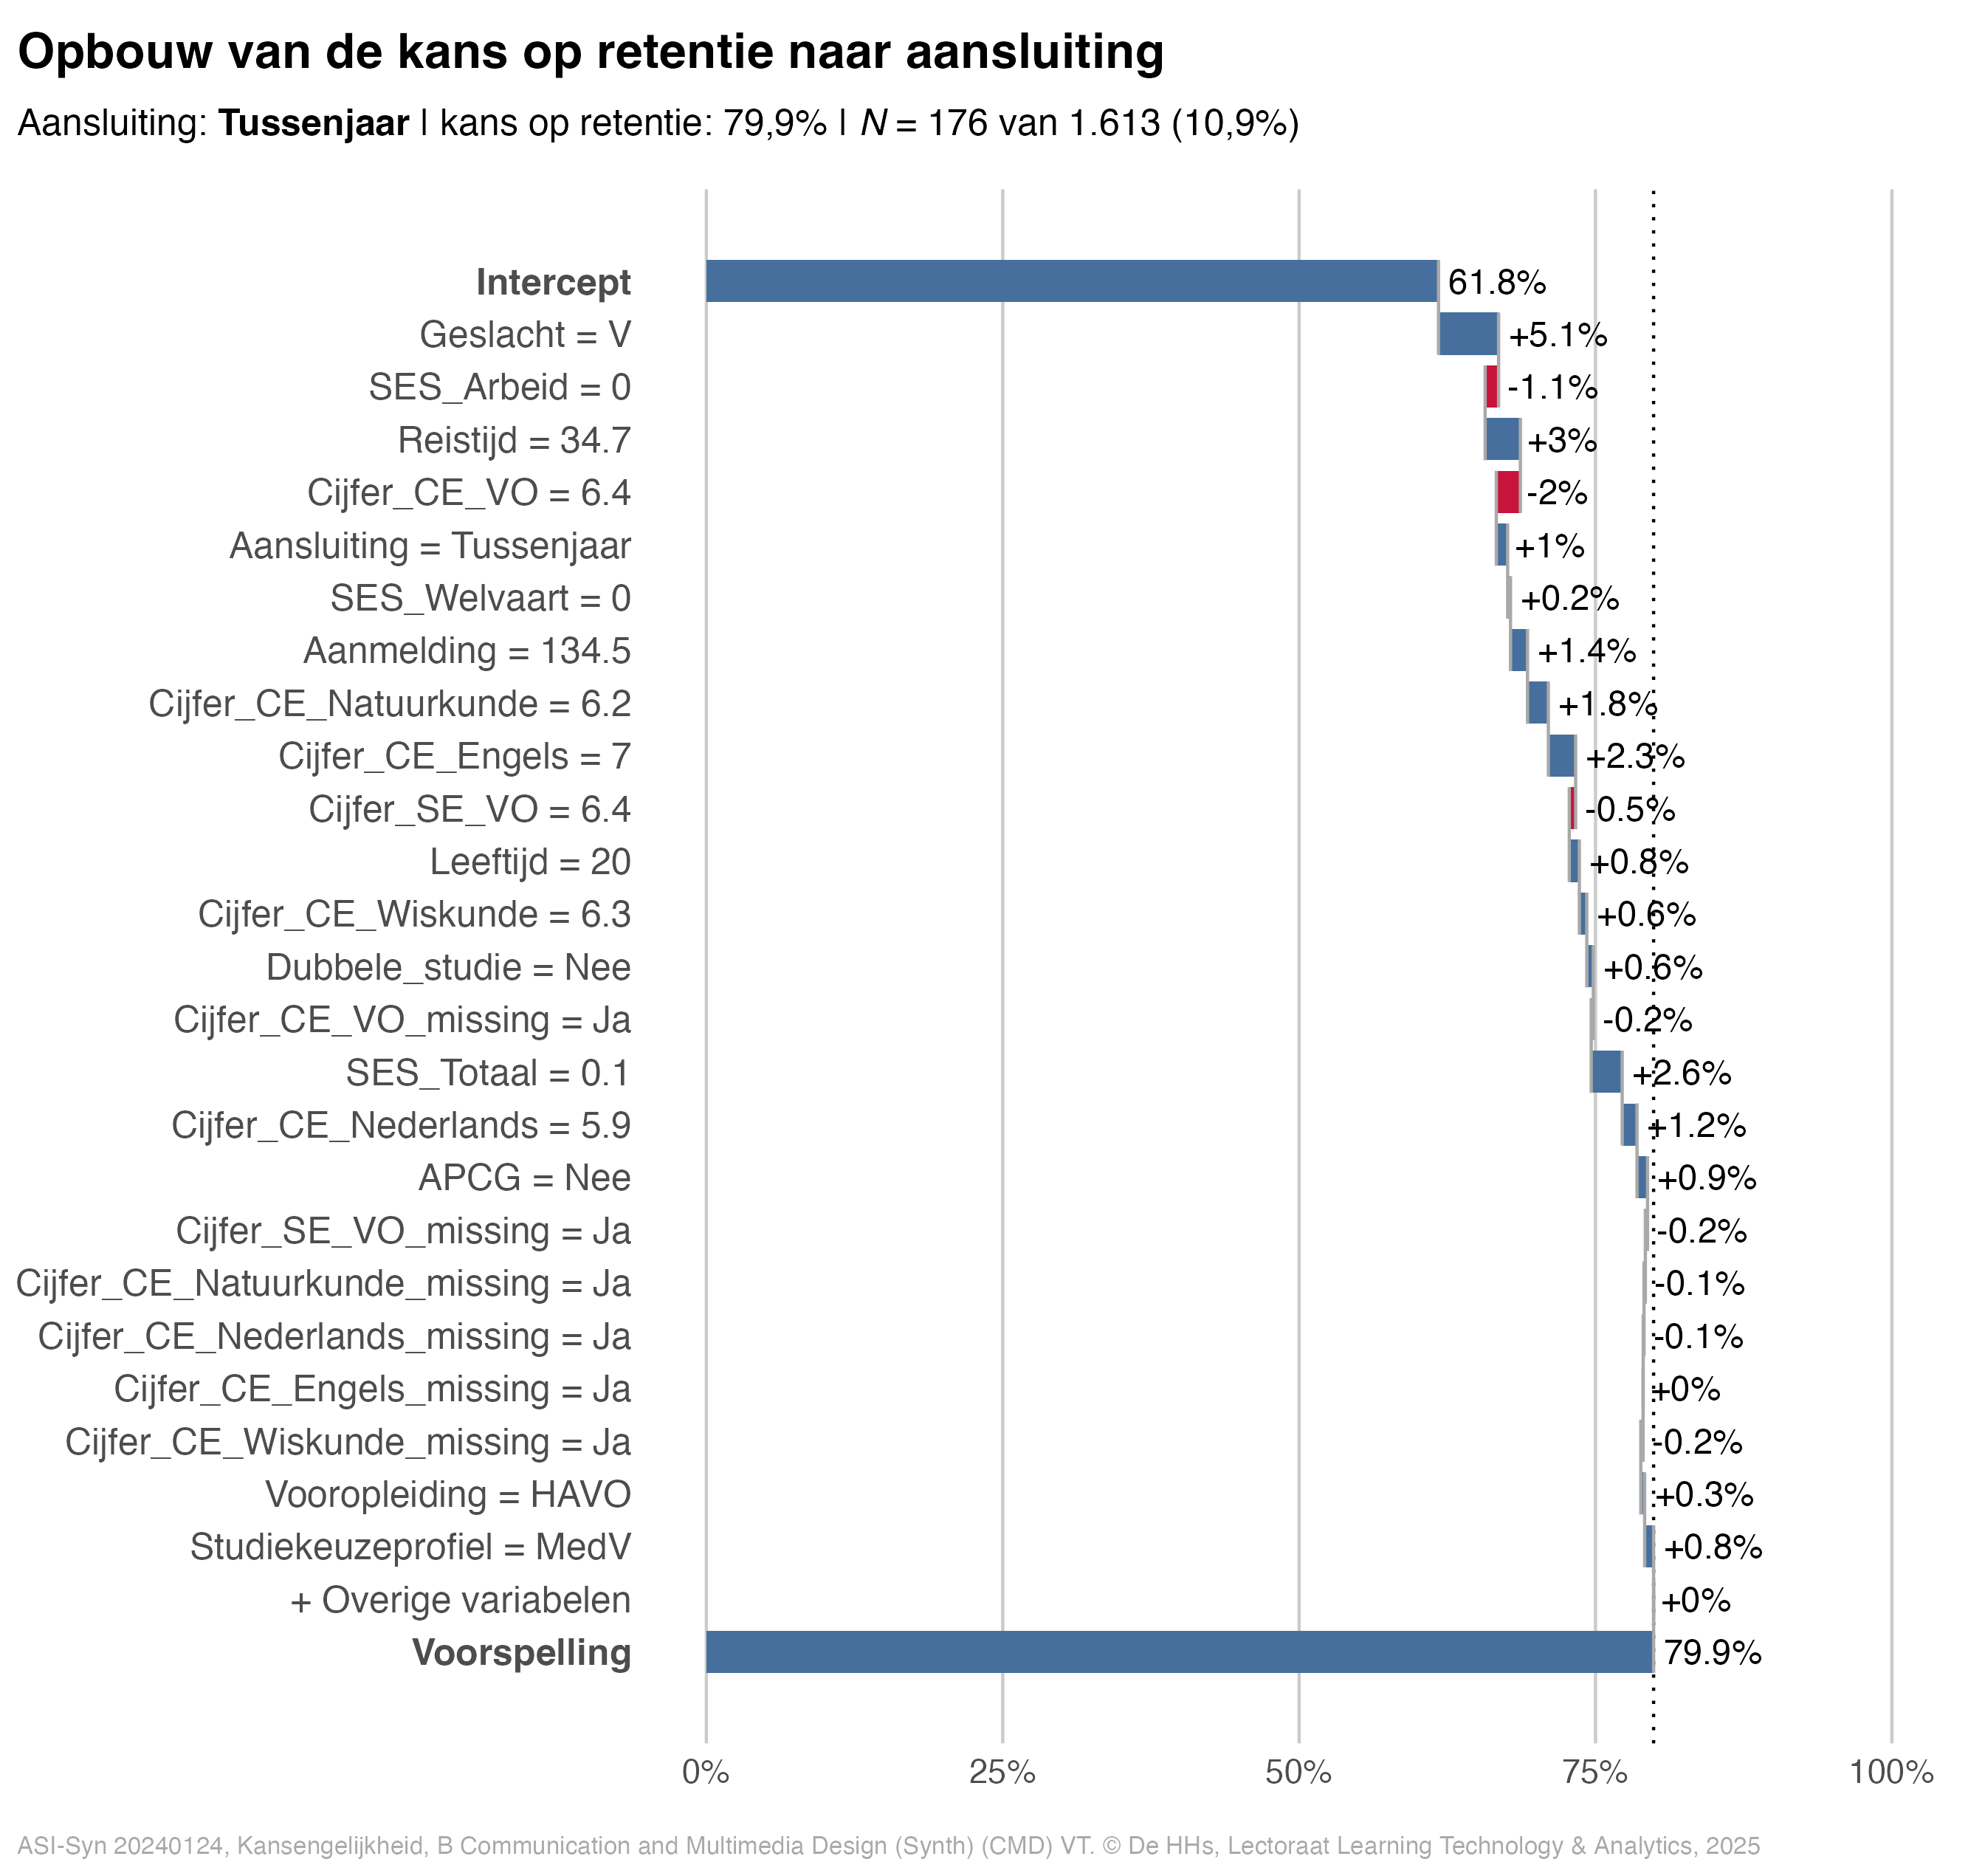 Opbouw van de kans op retentie naar aansluiting
Aansluiting: Tussenjaar | kans op retentie: 79,9% | N = 176 van 1.613 (10,9%)
Intercept 61.8%
Geslacht = V +5.1%
SES_Arbeid = 0 -1.1%
Reistijd = 34.7 +3%
Cijfer_CE_VO = 6.4 -2%
Aansluiting = Tussenjaar +1%
SES_Welvaart = 0 +0.2%
Aanmelding = 134.5 +1.4%
Cijfer_CE_Natuurkunde = 6.2 +1.8%
Cijfer_CE_Engels = 7 +2.3%
Cijfer_SE_VO = 6.4 -0.5%
Leeftijd = 20 +0.8%
Cijfer_CE_Wiskunde = 6.3 +0.6%
Dubbele_studie = Nee +0.6%
Cijfer_CE_VO_missing = Ja -0.2%
SES_Totaal = 0.1 +2.6%
Cijfer_CE_Nederlands = 5.9 +1.2%
APCG = Nee +0.9%
Cijfer_SE_VO_missing = Ja -0.2%
Cijfer_CE_Natuurkunde_missing = Ja -0.1%
Cijfer_CE_Nederlands_missing = Ja -0.1%
Cijfer_CE_Engels_missing = Ja +0%
Cijfer_CE_Wiskunde_missing = Ja -0.2%
Vooropleiding = HAVO +0.3%
Studiekeuzeprofiel = MedV +0.8%
+ Overige variabelen +0%
Voorspelling 79.9%
0% 25% 50% 75% 100%
ASI-Syn 20240124, Kansengelijkheid, B Communication and Multimedia Design (Synth) (CMD) VT. © De HHs, Lectoraat Learning Technology & Analytics, 2025